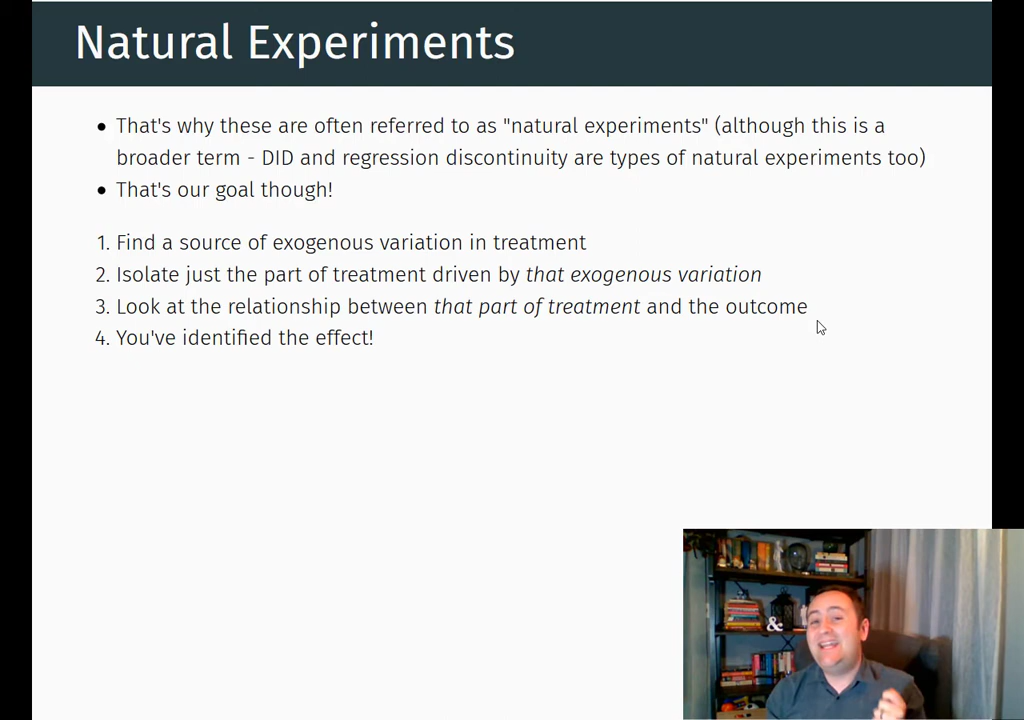 Natural Experiments
• That's why these are often referred to as "natural experiments" (although this is a
broader term - DID and regression discontinuity are types of natural experiments too)
• That's our goal though!
1. Find a source of exogenous variation in treatment
2. Isolate just the part of treatment driven by that exogenous variation
3. Look at the relationship between that part of treatment and the outcome
4. You've identified the effect!
&